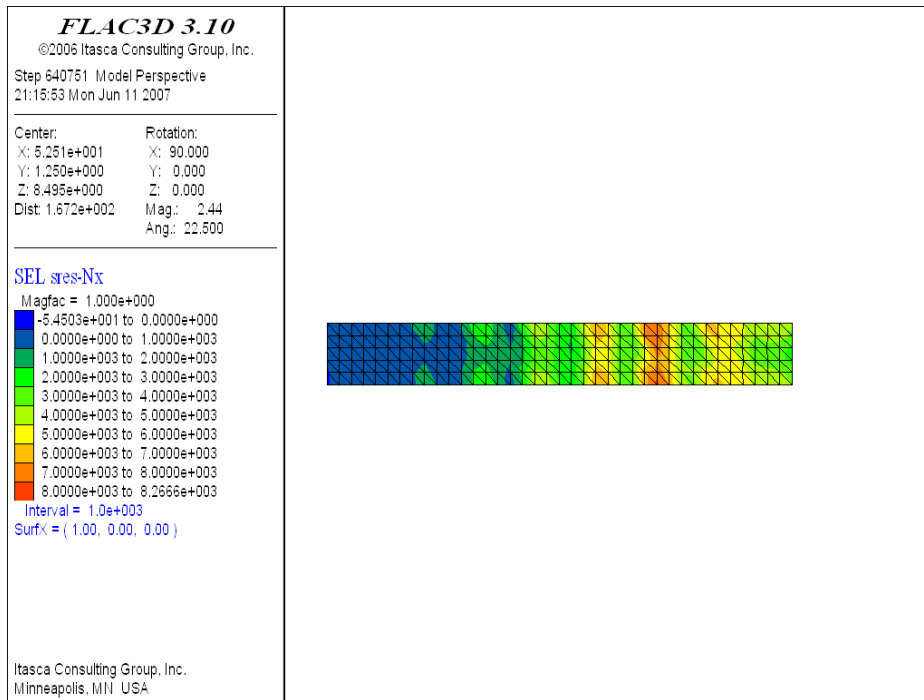 FLAC3D 3.10
©2006 Itasca Consulting Group, Inc.
Step 640751 Model Perspective
21:15:53 Mon Jun 11 2007
Center:
X: 5.251e+001
Y: 1.250e+000
Z: 8.495e+000
Dist: 1.672e+002
Rotation:
X: 90.000
Y: 0.000
Z: 0.000
Mag.: 2.44
Ang.: 22.500
SEL sres-Nx
Magfac = 1.000e+000
-5.4503e+001 to 0.0000e+000
0.0000e+000 to 1.0000e+003
1.0000e+003 to 2.0000e+003
2.0000e+003 to 3.0000e+003
3.0000e+003 to 4.0000e+003
4.0000e+003 to 5.0000e+003
5.0000e+003 to 6.0000e+003
6.0000e+003 to 7.0000e+003
7.0000e+003 to 8.0000e+003
8.0000e+003 to 8.2666e+003
Interval = 1.0e+003
SurfX = ( 1.00, 0.00, 0.00 )
Itasca Consulting Group, Inc.
Minneapolis, MN USA